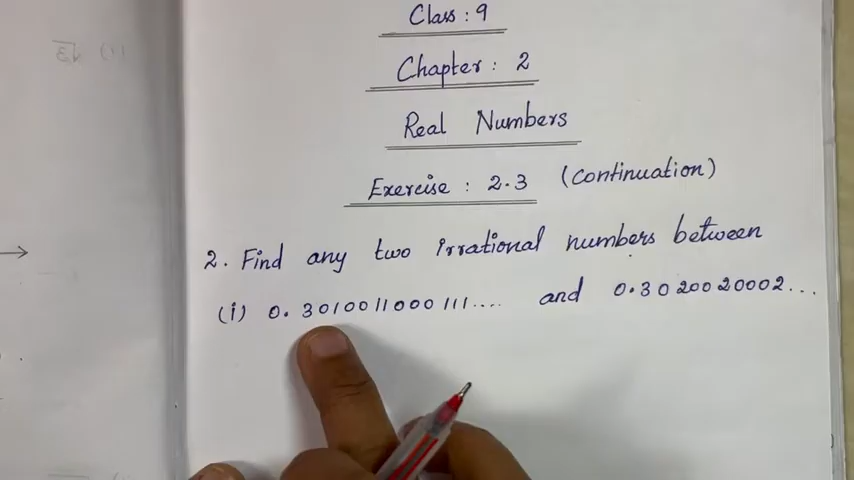 Class : 9
Chapter : 2
Real Numbers
Exercise : 2.3 (continuation)
2. Find any two irrational numbers between
(i) 0.3010011000111.... and 0.3020020002...